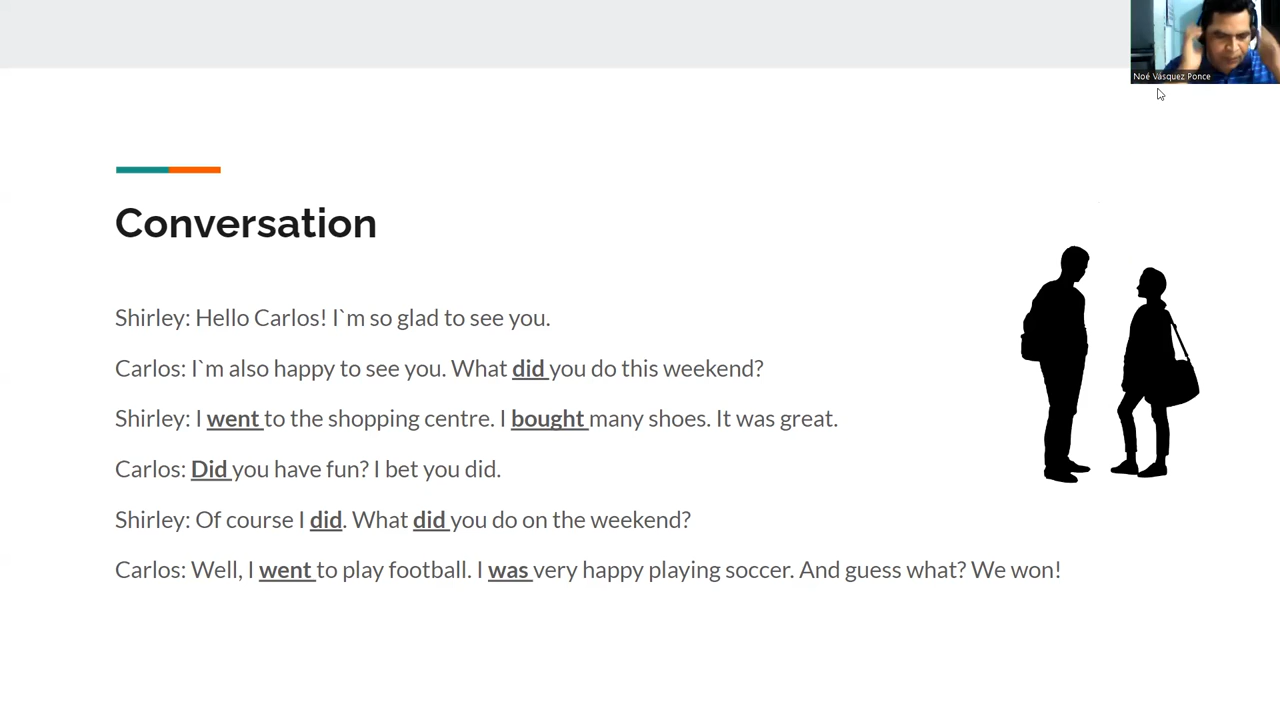 Noé Vásquez Ponce
Conversation
Shirley: Hello Carlos! I`m so glad to see you.
Carlos: I`m also happy to see you. What did you do this weekend?
Shirley: I went to the shopping centre. I bought many shoes. It was great.
Carlos: Did you have fun? I bet you did.
Shirley: Of course I did. What did you do on the weekend?
Carlos: Well, I went to play football. I was very happy playing soccer. And guess what? We won!